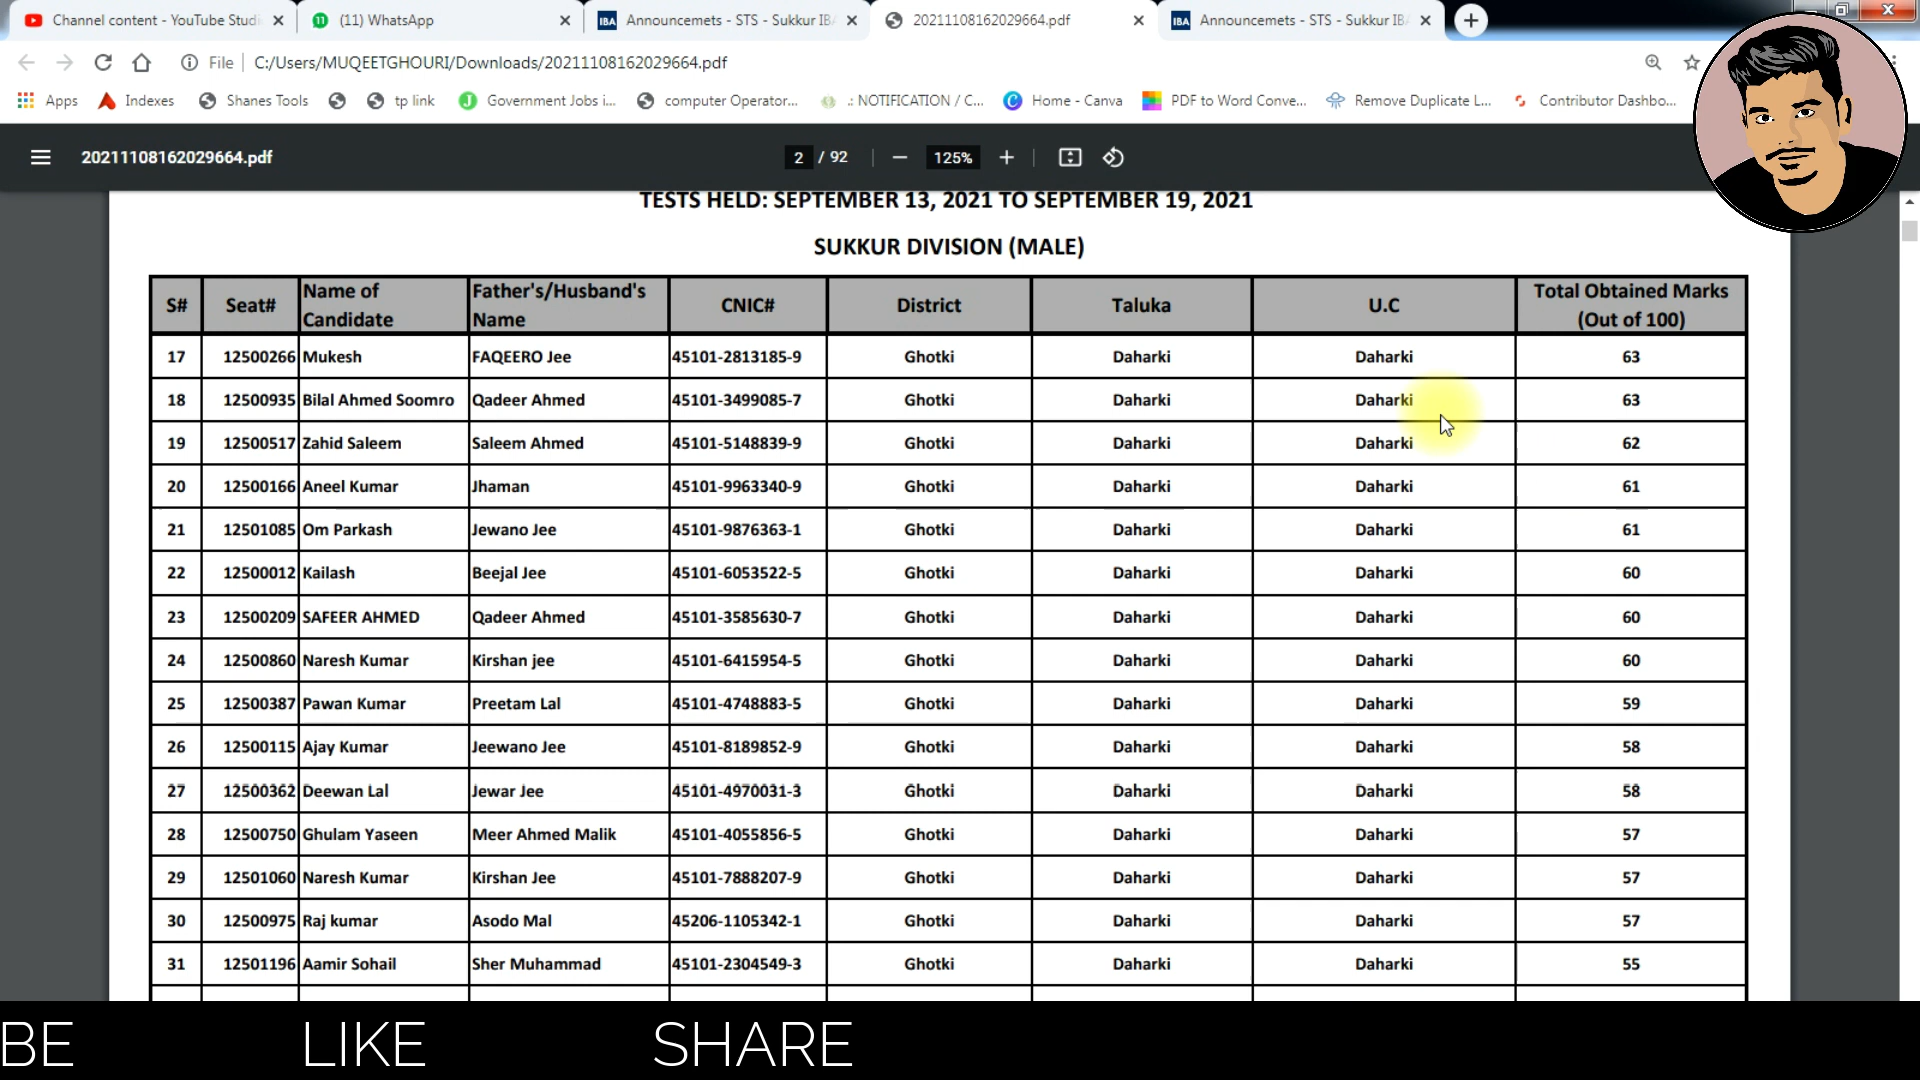 Channel content - YouTube Studi
(11) WhatsApp
Announcemets - STS - Sukkur IBA
20211108162029664.pdf
Announcemets - STS - Sukkur IBA
File C:/Users/MUQEETGHOURI/Downloads/20211108162029664.pdf
Apps Indexes Shanes Tools tp link Government Jobs i... computer Operator... .: NOTIFICATION / C... Home - Canva PDF to Word Conve... Remove Duplicate L... Contributor Dashbo...
20211108162029664.pdf 2 / 92 − 125% +
TESTS HELD: SEPTEMBER 13, 2021 TO SEPTEMBER 19, 2021
SUKKUR DIVISION (MALE)
S# Seat# Name of Candidate Father's/Husband's Name CNIC# District Taluka U.C Total Obtained Marks (Out of 100)
17 12500266 Mukesh FAQEERO Jee 45101-2813185-9 Ghotki Daharki Daharki 63
18 12500935 Bilal Ahmed Soomro Qadeer Ahmed 45101-3499085-7 Ghotki Daharki Daharki 63
19 12500517 Zahid Saleem Saleem Ahmed 45101-5148839-9 Ghotki Daharki Daharki 62
20 12500166 Aneel Kumar Jhaman 45101-9963340-9 Ghotki Daharki Daharki 61
21 12501085 Om Parkash Jewano Jee 45101-9876363-1 Ghotki Daharki Daharki 61
22 12500012 Kailash Beejal Jee 45101-6053522-5 Ghotki Daharki Daharki 60
23 12500209 SAFEER AHMED Qadeer Ahmed 45101-3585630-7 Ghotki Daharki Daharki 60
24 12500860 Naresh Kumar Kirshan jee 45101-6415954-5 Ghotki Daharki Daharki 60
25 12500387 Pawan Kumar Preetam Lal 45101-4748883-5 Ghotki Daharki Daharki 59
26 12500115 Ajay Kumar Jeewano Jee 45101-8189852-9 Ghotki Daharki Daharki 58
27 12500362 Deewan Lal Jewar Jee 45101-4970031-3 Ghotki Daharki Daharki 58
28 12500750 Ghulam Yaseen Meer Ahmed Malik 45101-4055856-5 Ghotki Daharki Daharki 57
29 12501060 Naresh Kumar Kirshan Jee 45101-7888207-9 Ghotki Daharki Daharki 57
30 12500975 Raj kumar Asodo Mal 45206-1105342-1 Ghotki Daharki Daharki 57
31 12501196 Aamir Sohail Sher Muhammad 45101-2304549-3 Ghotki Daharki Daharki 55
BE LIKE SHARE